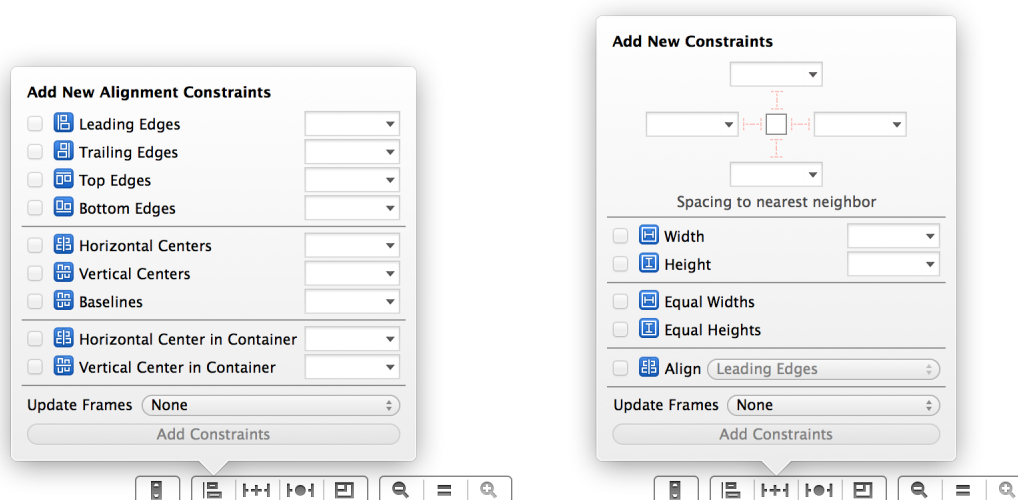 Add New Alignment Constraints
Leading Edges
Trailing Edges
Top Edges
Bottom Edges
Horizontal Centers
Vertical Centers
Baselines
Horizontal Center in Container
Vertical Center in Container
Update Frames None
Add Constraints
Add New Constraints
Spacing to nearest neighbor
Width
Height
Equal Widths
Equal Heights
Align Leading Edges
Update Frames None
Add Constraints